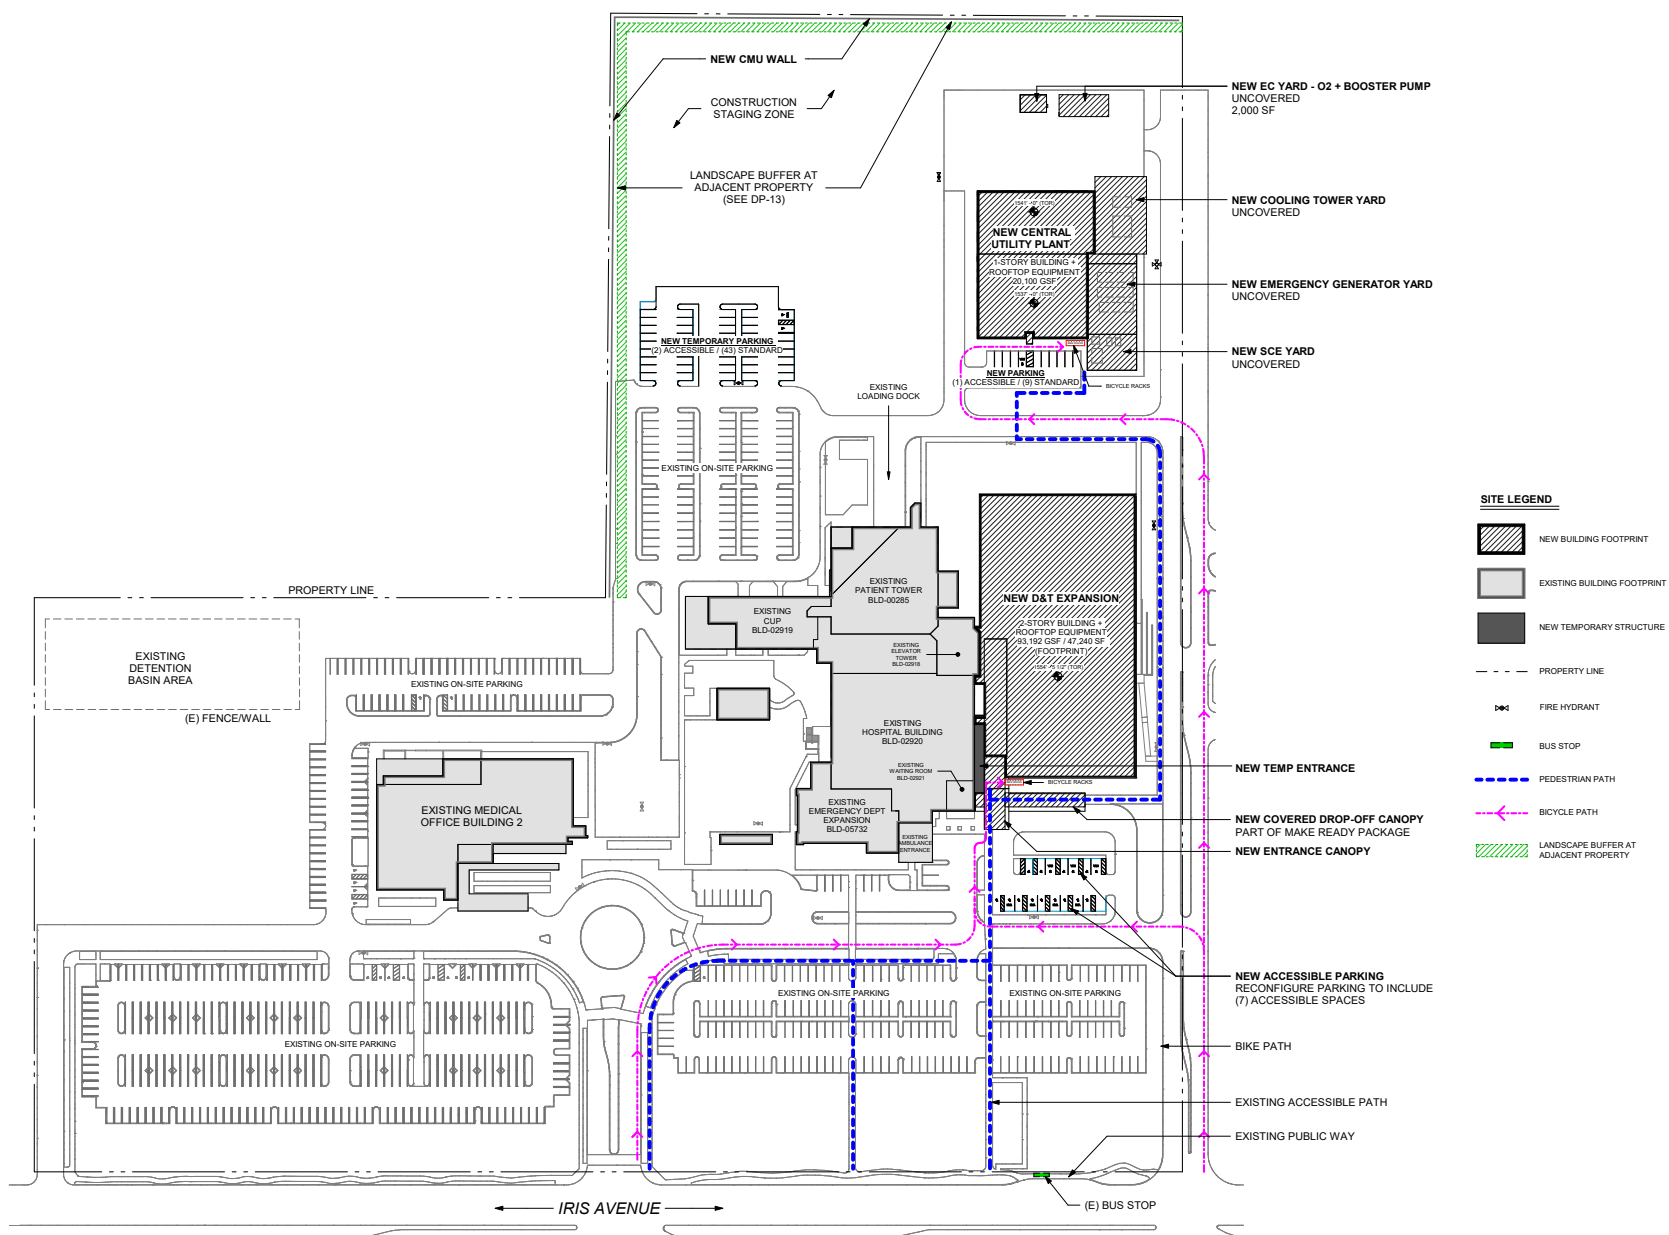 NEW CMU WALL
CONSTRUCTION
STAGING ZONE
LANDSCAPE BUFFER AT
ADJACENT PROPERTY
(SEE DP-13)
NEW EC YARD - O2 + BOOSTER PUMP
UNCOVERED
2,000 SF
NEW COOLING TOWER YARD
UNCOVERED
NEW CENTRAL
UTILITY PLANT
1-STORY BUILDING +
ROOFTOP EQUIPMENT
20,100 GSF
NEW EMERGENCY GENERATOR YARD
UNCOVERED
NEW SCE YARD
UNCOVERED
NEW TEMPORARY PARKING
(2) ACCESSIBLE / (43) STANDARD
NEW PARKING
(1) ACCESSIBLE / (9) STANDARD
BICYCLE RACKS
EXISTING
LOADING DOCK
EXISTING ON-SITE PARKING
SITE LEGEND
NEW BUILDING FOOTPRINT
EXISTING BUILDING FOOTPRINT
NEW TEMPORARY STRUCTURE
PROPERTY LINE
FIRE HYDRANT
BUS STOP
PEDESTRIAN PATH
BICYCLE PATH
LANDSCAPE BUFFER AT
ADJACENT PROPERTY
PROPERTY LINE
EXISTING
DETENTION
BASIN AREA
(E) FENCE/WALL
EXISTING ON-SITE PARKING
EXISTING
PATIENT TOWER
BLD-00285
EXISTING
CUP
BLD-02919
EXISTING
ELEVATOR
TOWER
BLD-02918
NEW D&T EXPANSION
2-STORY BUILDING +
ROOFTOP EQUIPMENT
93,192 GSF / 47,240 SF
(FOOTPRINT)
EXISTING
HOSPITAL BUILDING
BLD-02920
EXISTING
WAITING ROOM
BLD-02921
EXISTING
EMERGENCY DEPT
EXPANSION
BLD-05732
EXISTING
AMBULANCE
ENTRANCE
EXISTING MEDICAL
OFFICE BUILDING 2
NEW TEMP ENTRANCE
BICYCLE RACKS
NEW COVERED DROP-OFF CANOPY
PART OF MAKE READY PACKAGE
NEW ENTRANCE CANOPY
NEW ACCESSIBLE PARKING
RECONFIGURE PARKING TO INCLUDE
(7) ACCESSIBLE SPACES
EXISTING ON-SITE PARKING
EXISTING ON-SITE PARKING
EXISTING ON-SITE PARKING
BIKE PATH
EXISTING ACCESSIBLE PATH
EXISTING PUBLIC WAY
(E) BUS STOP
IRIS AVENUE